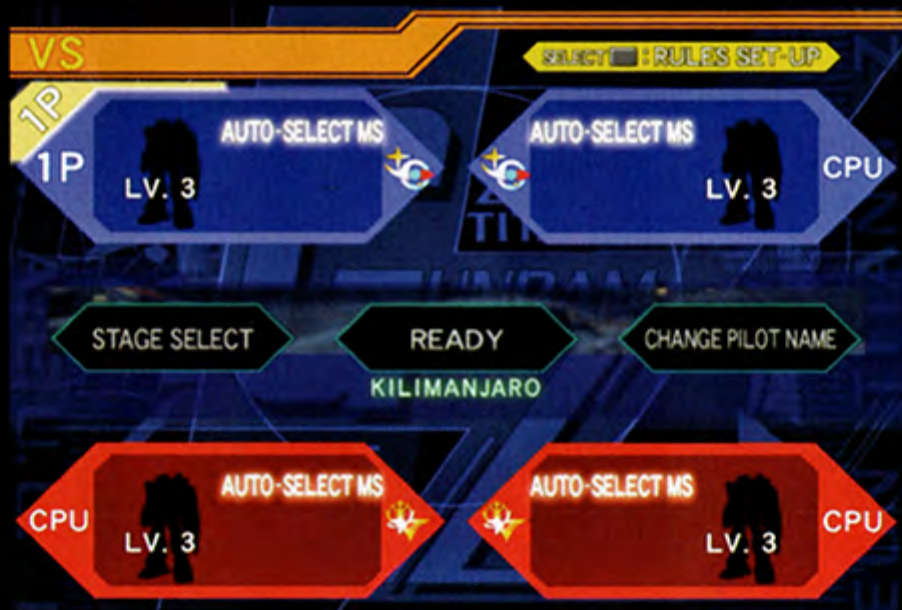 VS
SELECT : RULES SET-UP
1P
1P
AUTO-SELECT MS
LV. 3
AUTO-SELECT MS
LV. 3
CPU
STAGE SELECT
READY
CHANGE PILOT NAME
KILIMANJARO
CPU
AUTO-SELECT MS
LV. 3
AUTO-SELECT MS
LV. 3
CPU